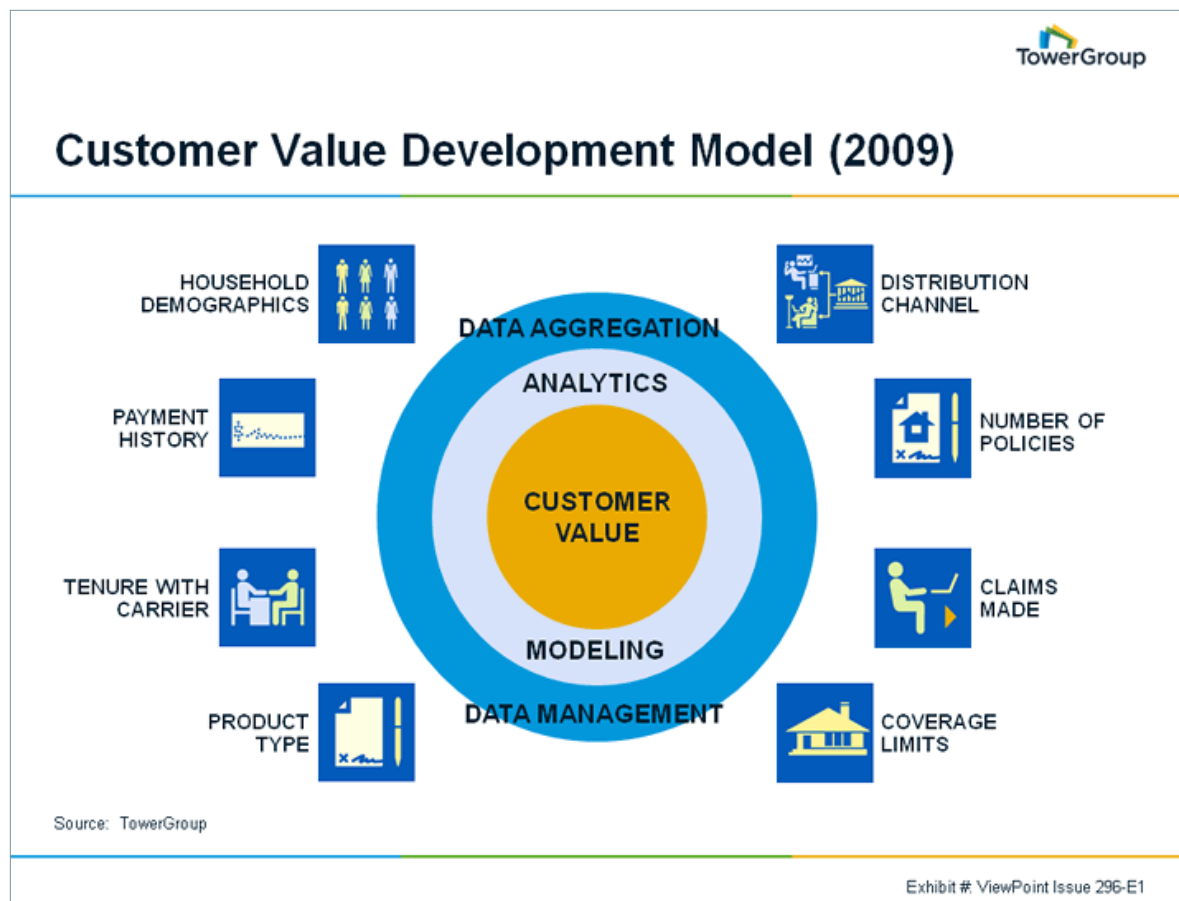 TowerGroup
Customer Value Development Model (2009)
HOUSEHOLD
DEMOGRAPHICS
DISTRIBUTION
CHANNEL
DATA AGGREGATION
ANALYTICS
PAYMENT
HISTORY
NUMBER OF
POLICIES
CUSTOMER
VALUE
TENURE WITH
CARRIER
CLAIMS
MADE
MODELING
DATA MANAGEMENT
PRODUCT
TYPE
COVERAGE
LIMITS
Source: TowerGroup
Exhibit #: ViewPoint Issue 296-E1